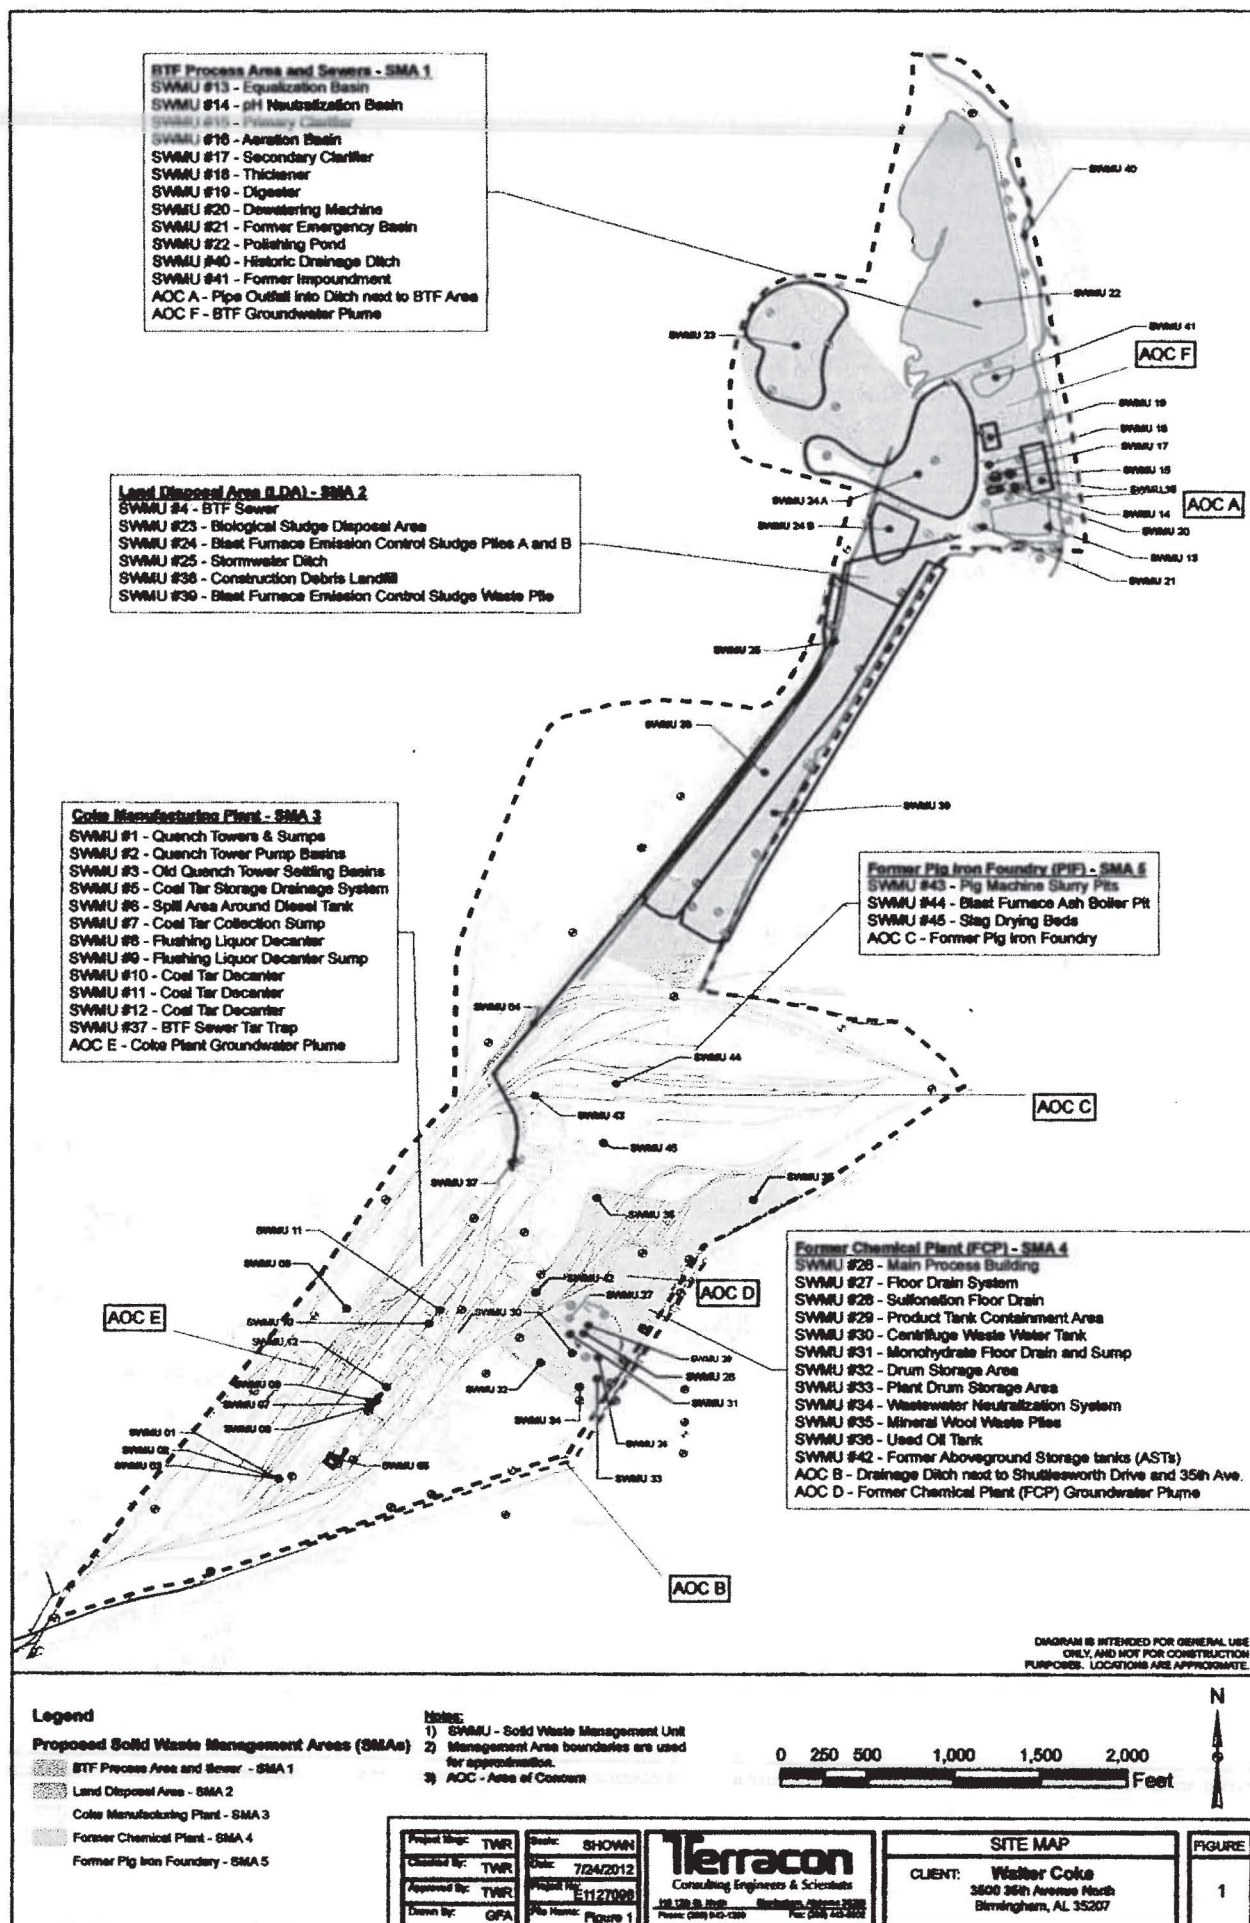 BTF Process Area and Sewers - SMA 1
SWMU #13 - Equalization Basin
SWMU #14 - pH Neutralization Basin
SWMU #15 - Primary Clarifier
SWMU #16 - Aeration Basin
SWMU #17 - Secondary Clarifier
SWMU #18 - Thickener
SWMU #19 - Digester
SWMU #20 - Dewatering Machine
SWMU #21 - Former Emergency Basin
SWMU #22 - Polishing Pond
SWMU #40 - Historic Drainage Ditch
SWMU #41 - Former Impoundment
AOC A - Pipe Outfall into Ditch next to BTF Area
AOC F - BTF Groundwater Plume
SWMU 40
SWMU 22
SWMU 41
AOC F
SWMU 23
SWMU 19
SWMU 18
SWMU 17
SWMU 15
SWMU 16
AOC A
SWMU 14
SWMU 20
SWMU 13
SWMU 21
SWMU 24 A
SWMU 24 B
Land Disposal Area (LDA) - SMA 2
SWMU #4 - BTF Sewer
SWMU #23 - Biological Sludge Disposal Area
SWMU #24 - Blast Furnace Emission Control Sludge Piles A and B
SWMU #25 - Stormwater Ditch
SWMU #38 - Construction Debris Landfill
SWMU #39 - Blast Furnace Emission Control Sludge Waste Pile
SWMU 25
SWMU 38
SWMU 39
Coke Manufacturing Plant - SMA 3
SWMU #1 - Quench Towers & Sumps
SWMU #2 - Quench Tower Pump Basins
SWMU #3 - Old Quench Tower Settling Basins
SWMU #5 - Coal Tar Storage Drainage System
SWMU #6 - Spill Area Around Diesel Tank
SWMU #7 - Coal Tar Collection Sump
SWMU #8 - Flushing Liquor Decanter
SWMU #9 - Flushing Liquor Decanter Sump
SWMU #10 - Coal Tar Decanter
SWMU #11 - Coal Tar Decanter
SWMU #12 - Coal Tar Decanter
SWMU #37 - BTF Sewer Tar Trap
AOC E - Coke Plant Groundwater Plume
Former Pig Iron Foundry (PIF) - SMA 5
SWMU #43 - Pig Machine Slurry Pits
SWMU #44 - Blast Furnace Ash Boiler Pit
SWMU #45 - Slag Drying Beds
AOC C - Former Pig Iron Foundry
SWMU 04
SWMU 44
SWMU 43
AOC C
SWMU 45
SWMU 37
SWMU 35
SWMU 36
SWMU 11
SWMU 42
SWMU 27
AOC D
AOC E
SWMU 30
SWMU 12
SWMU 32
SWMU 29
SWMU 28
SWMU 31
SWMU 34
SWMU 33
SWMU 07
SWMU 01
SWMU 05
Former Chemical Plant (FCP) - SMA 4
SWMU #26 - Main Process Building
SWMU #27 - Floor Drain System
SWMU #28 - Sulfonation Floor Drain
SWMU #29 - Product Tank Containment Area
SWMU #30 - Centrifuge Waste Water Tank
SWMU #31 - Monohydrate Floor Drain and Sump
SWMU #32 - Drum Storage Area
SWMU #33 - Plant Drum Storage Area
SWMU #34 - Wastewater Neutralization System
SWMU #35 - Mineral Wool Waste Piles
SWMU #36 - Used Oil Tank
SWMU #42 - Former Aboveground Storage tanks (ASTs)
AOC B - Drainage Ditch next to Shuttlesworth Drive and 35th Ave.
AOC D - Former Chemical Plant (FCP) Groundwater Plume
AOC B
DIAGRAM IS INTENDED FOR GENERAL USE
ONLY, AND NOT FOR CONSTRUCTION
PURPOSES. LOCATIONS ARE APPROXIMATE.
Legend
Proposed Solid Waste Management Areas (SMAs)
BTF Process Area and Sewer - SMA 1
Land Disposal Area - SMA 2
Coke Manufacturing Plant - SMA 3
Former Chemical Plant - SMA 4
Former Pig Iron Foundary - SMA 5
Notes:
1) SWMU - Solid Waste Management Unit
2) Management Area boundaries are used
for approximation.
3) AOC - Area of Concern
0 250 500 1,000 1,500 2,000
Feet
N
Project Mngr: TWR
Checked By: TWR
Approved By: TWR
Drawn By: GFA
Scale: SHOWN
Date: 7/24/2012
Project No. E1127098
File Name: Figure 1
Terracon
Consulting Engineers & Scientists
SITE MAP
CLIENT: Walter Coke
3500 35th Avenue North
Birmingham, AL 35207
FIGURE
1